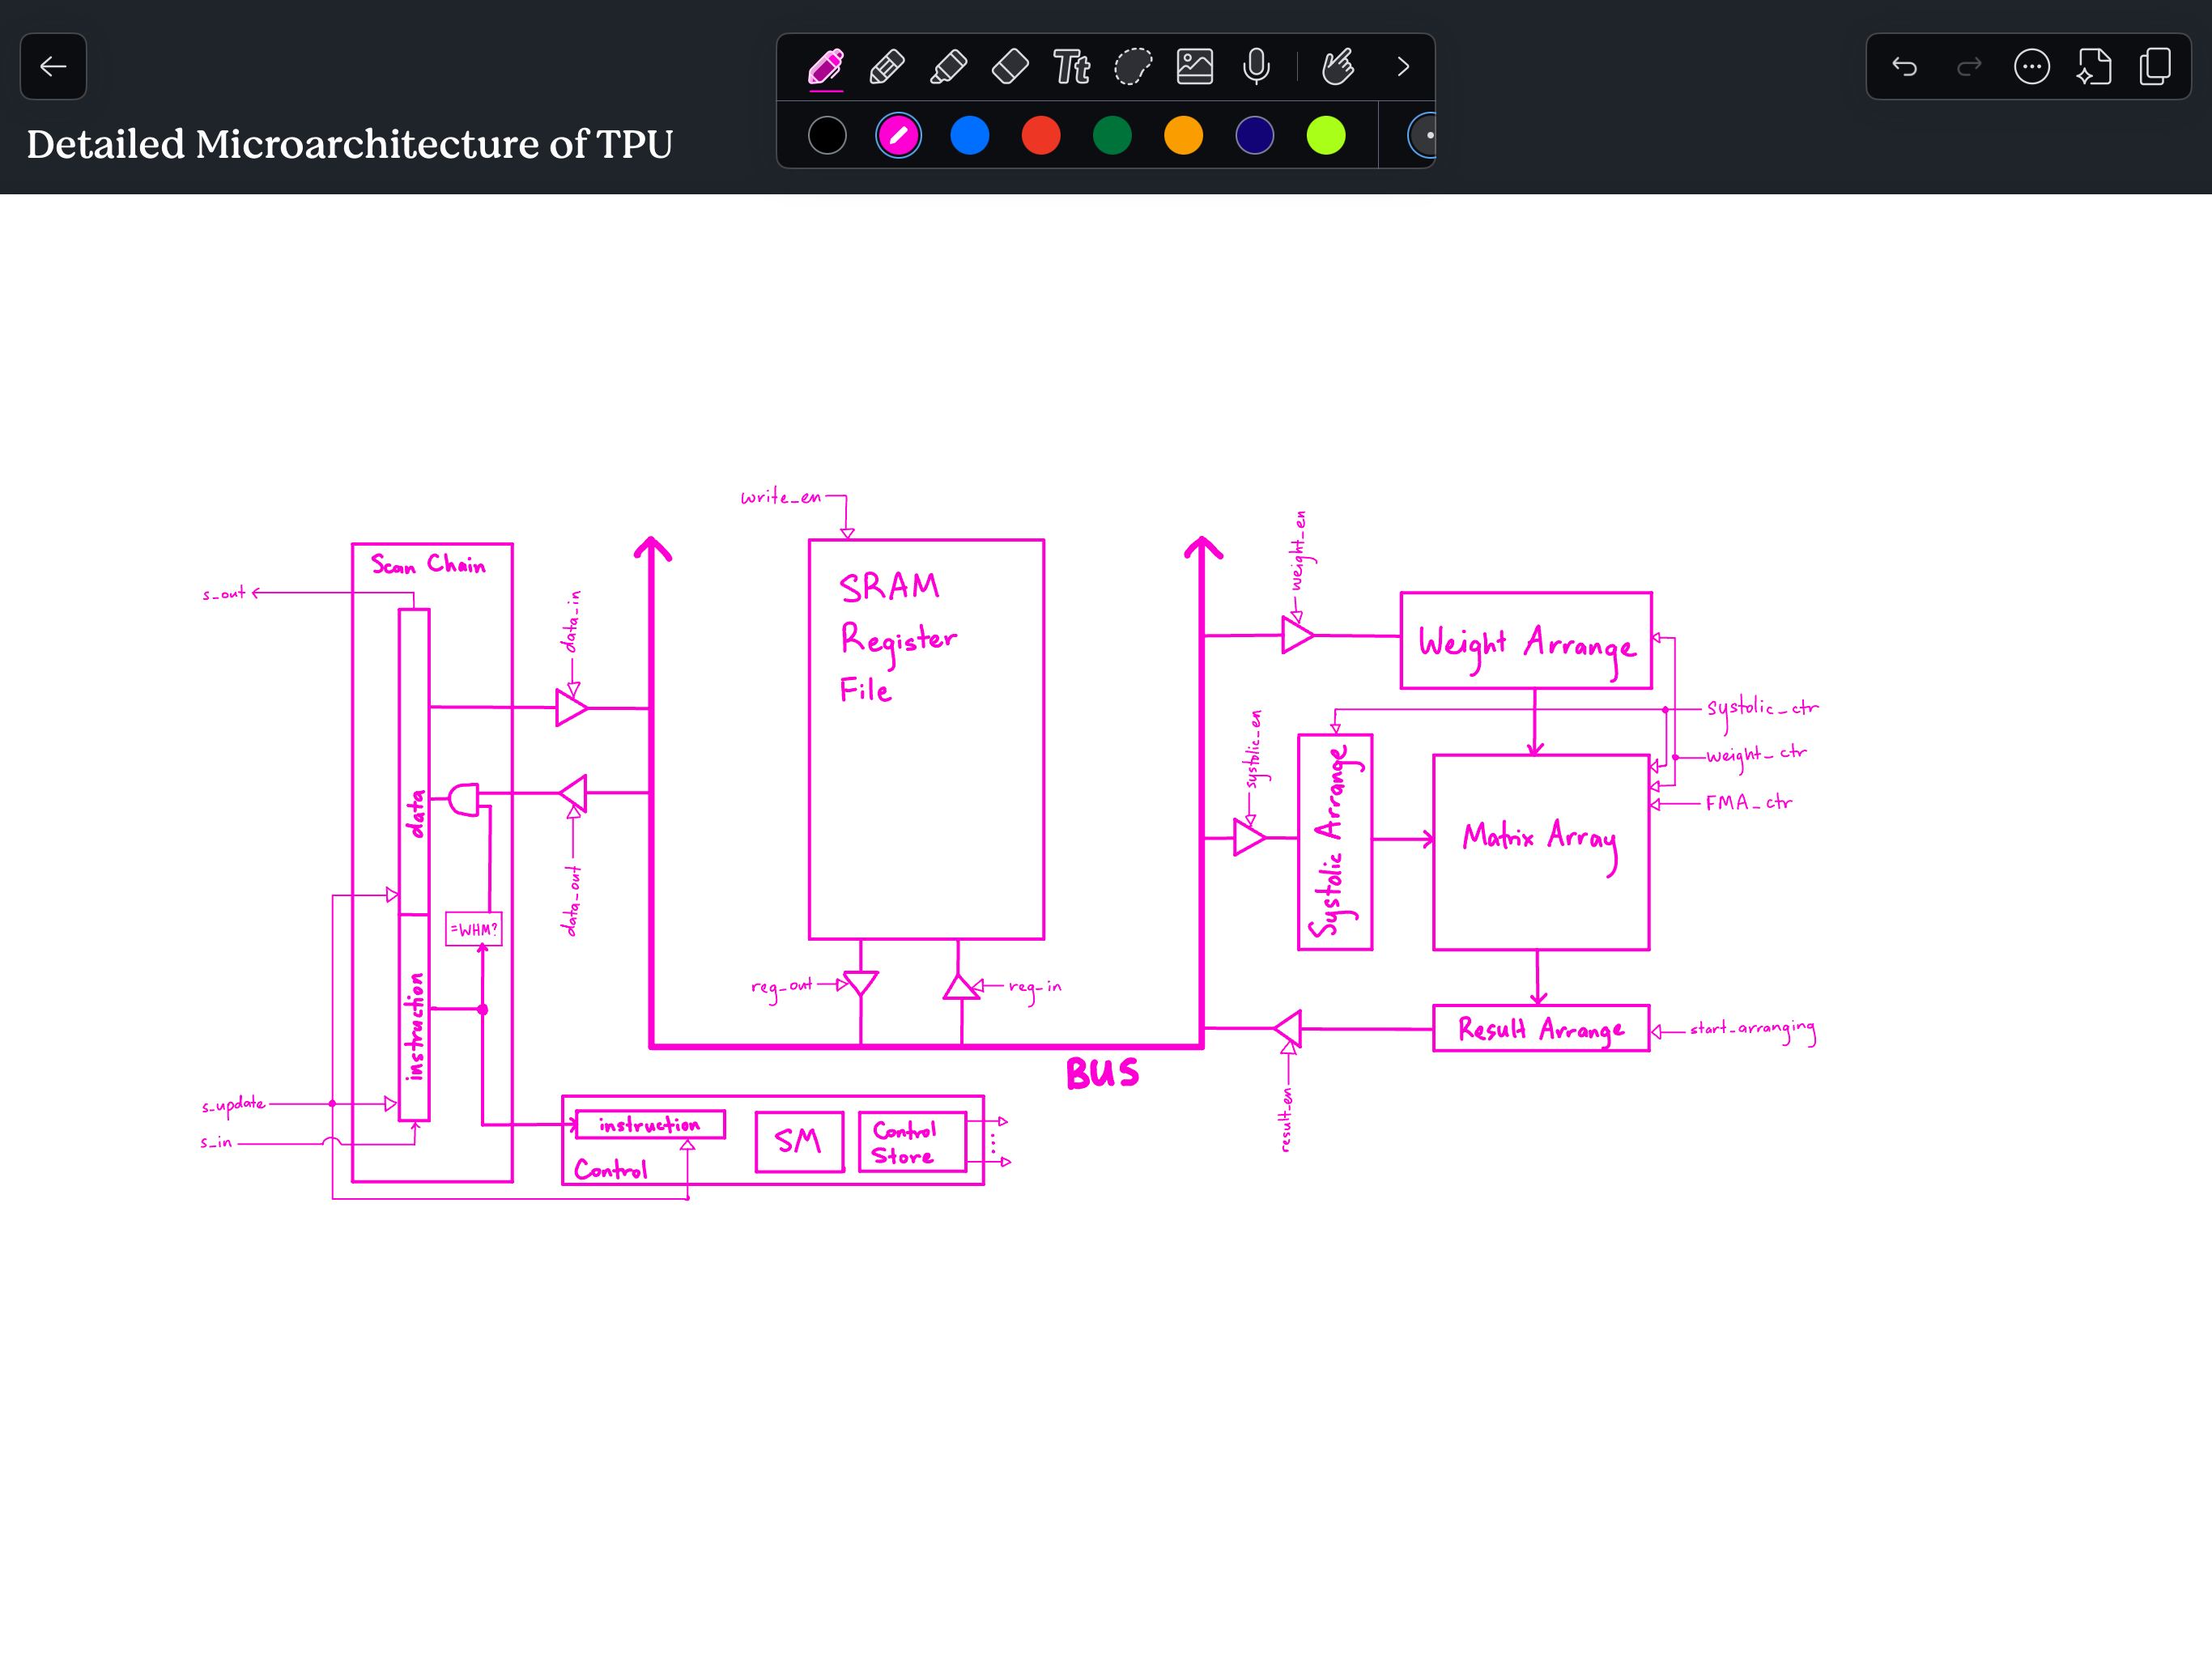 Detailed Microarchitecture of TPU
Tt
write_en
Scan Chain
s_out
data_in
data
data_out
=WHM?
instruction
s_update
s_in
SRAM
Register
File
reg_out
reg_in
BUS
instruction
Control
SM
Control
Store
weight_en
Weight Arrange
systolic_en
Systolic Arrange
Systolic_ctr
weight_ctr
FMA_ctr
Matrix Array
Result Arrange
start_arranging
result_en